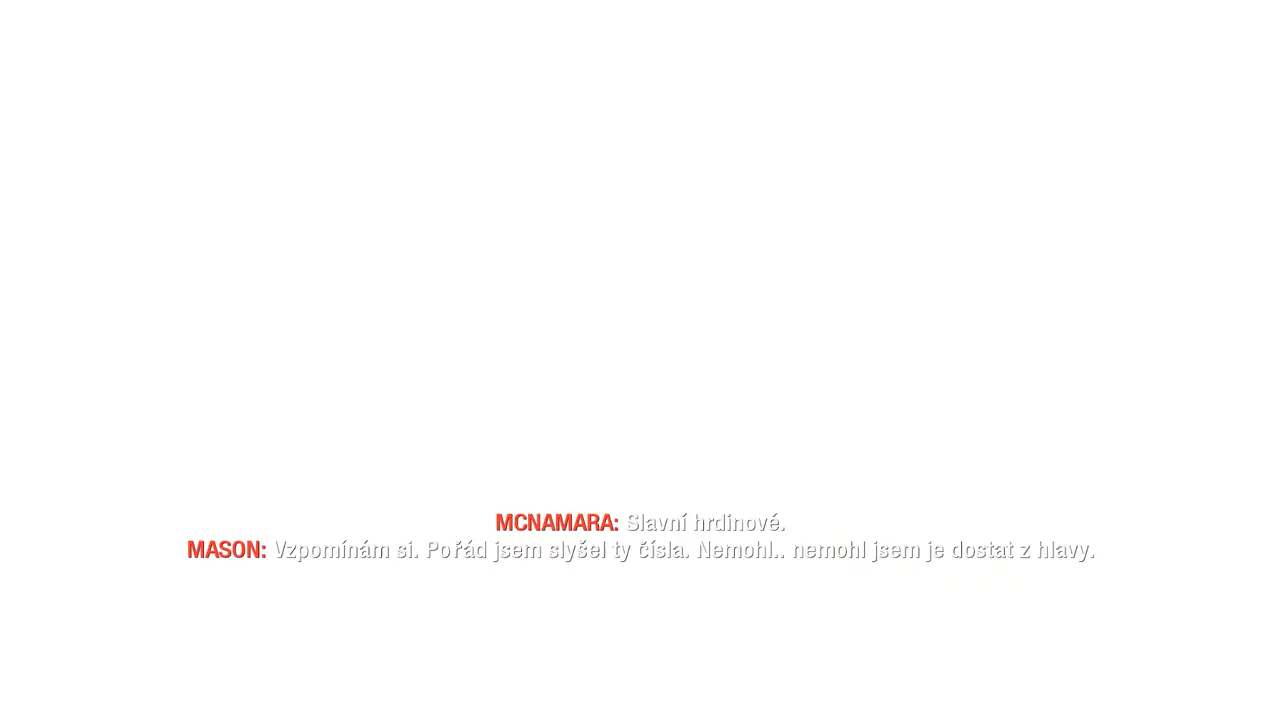 MCNAMARA: Slavní hrdinové.
MASON: Vzpomínám si. Pořád jsem slyšel ty čísla. Nemohl.. nemohl jsem je dostat z hlavy.